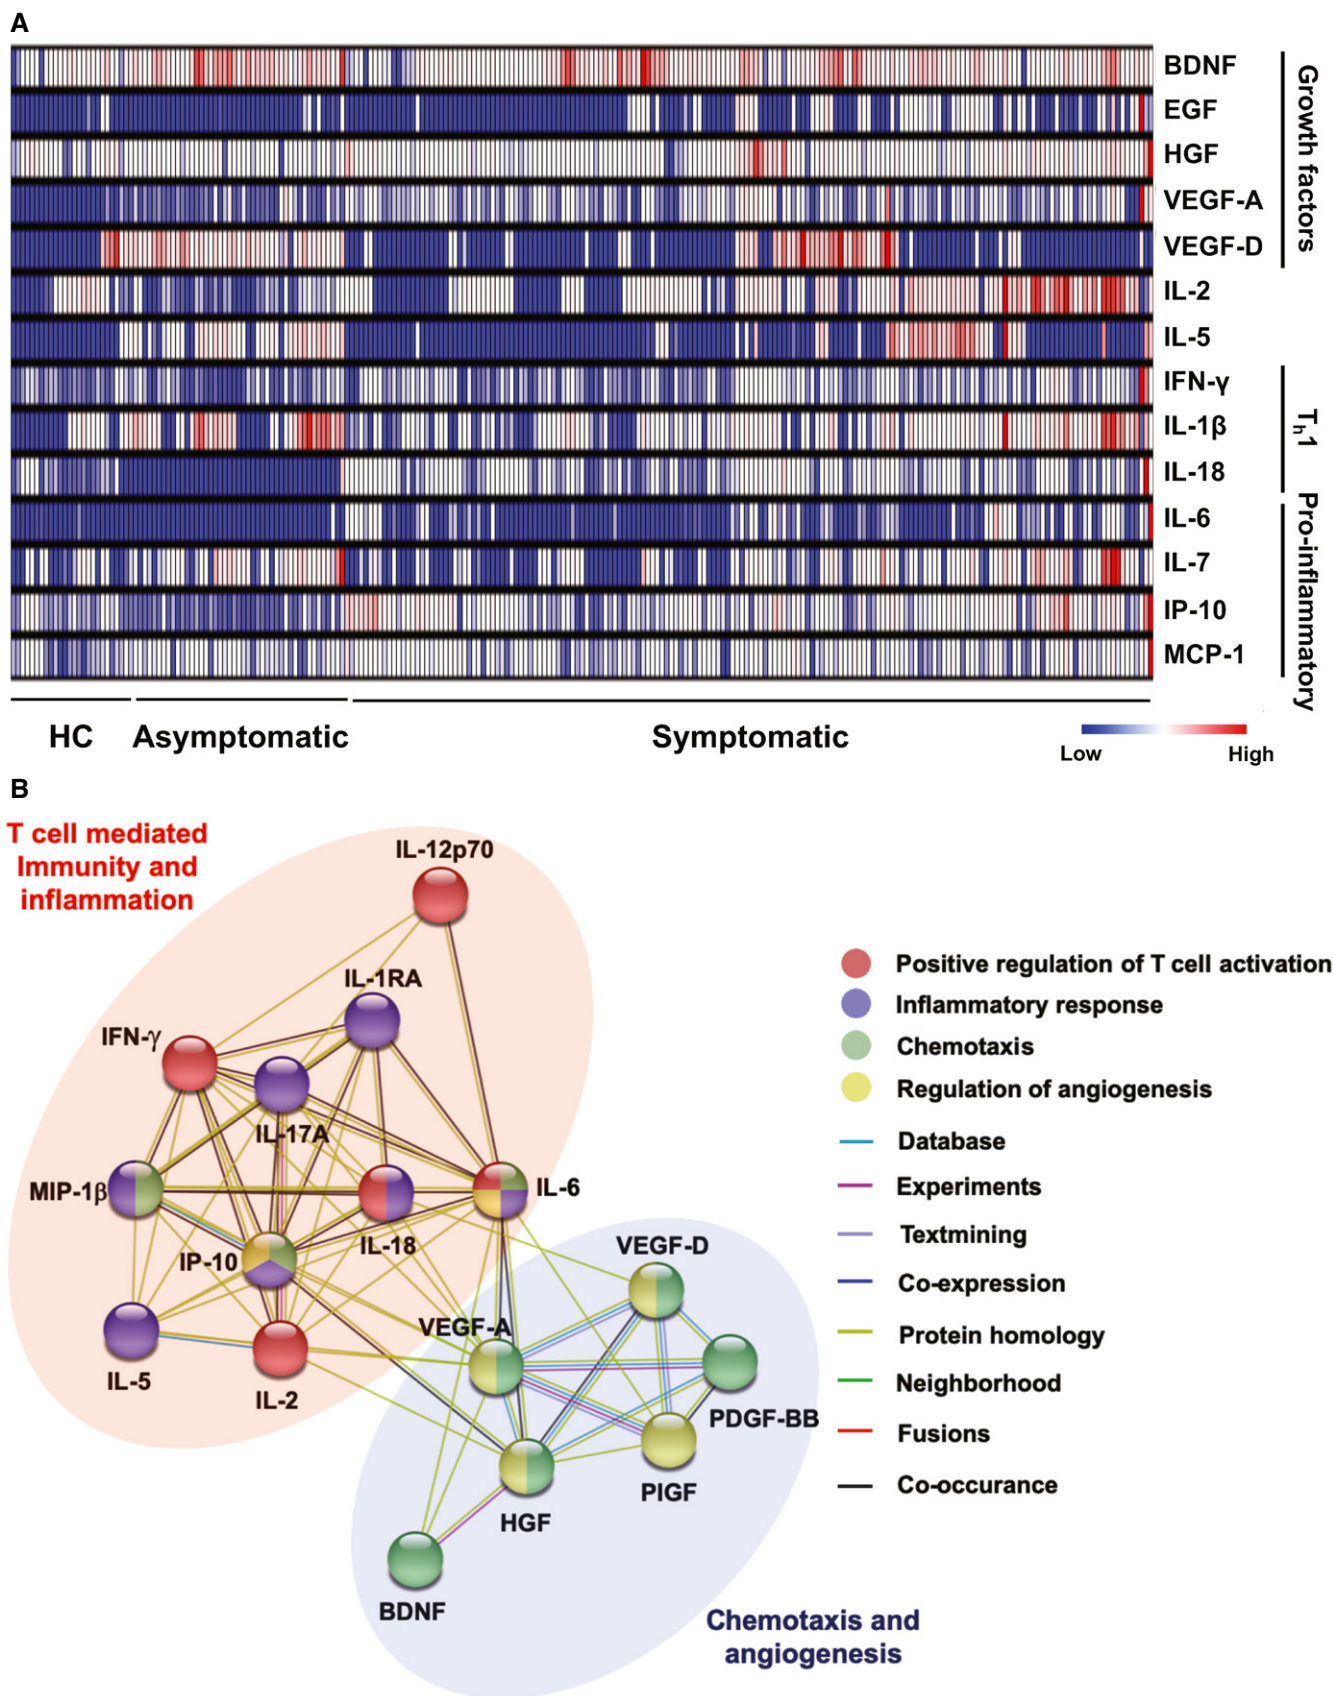 A
BDNF
EGF
HGF
VEGF-A
VEGF-D
IL-2
IL-5
IFN-γ
IL-1β
IL-18
IL-6
IL-7
IP-10
MCP-1
Growth factors
Th1
Pro-inflammatory
HC
Asymptomatic
Symptomatic
Low
High
B
T cell mediated
Immunity and
inflammation
IL-12p70
IL-1RA
IFN-γ
IL-17A
MIP-1β
IL-6
IP-10
IL-18
IL-5
IL-2
VEGF-D
VEGF-A
PDGF-BB
PIGF
HGF
BDNF
Chemotaxis and
angiogenesis
Positive regulation of T cell activation
Inflammatory response
Chemotaxis
Regulation of angiogenesis
Database
Experiments
Textmining
Co-expression
Protein homology
Neighborhood
Fusions
Co-occurance